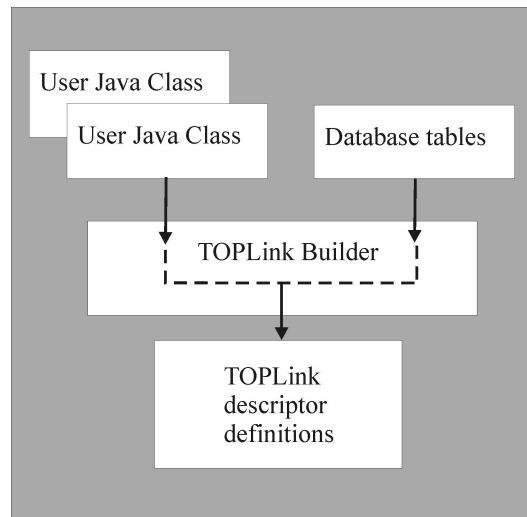 User Java Class
User Java Class
Database tables
TOPLink Builder
TOPLink
descriptor
definitions